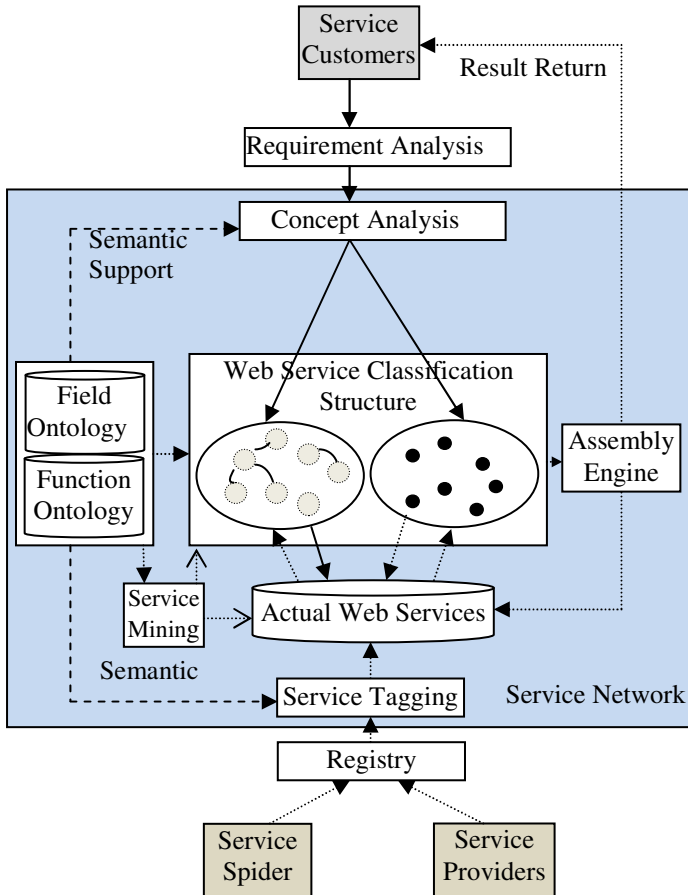 Service
Customers
Result Return
Requirement Analysis
Concept Analysis
Semantic
Support
Web Service Classification
Structure
Field
Ontology
Function
Ontology
Assembly
Engine
Service
Mining
Actual Web Services
Semantic
Service Tagging
Service Network
Registry
Service
Spider
Service
Providers